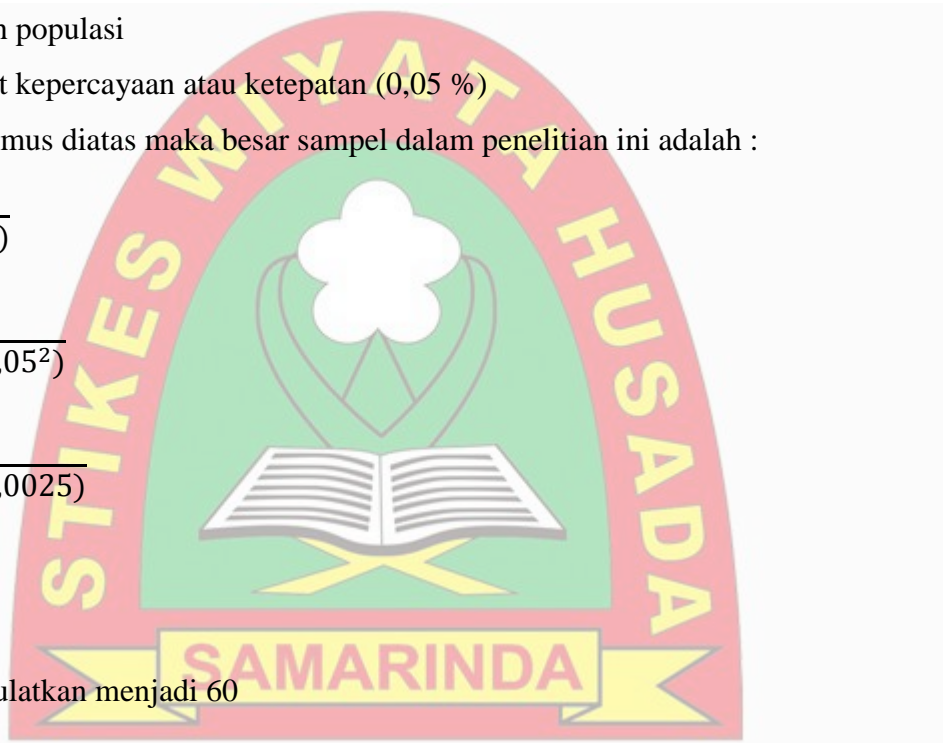 n populasi
t kepercayaan atau ketepatan (0,05 %)
mus diatas maka besar sampel dalam penelitian ini adalah :
)
,05²)
,0025)
ulatkan menjadi 60
STIKES WIYATA HUSADA
SAMARINDA